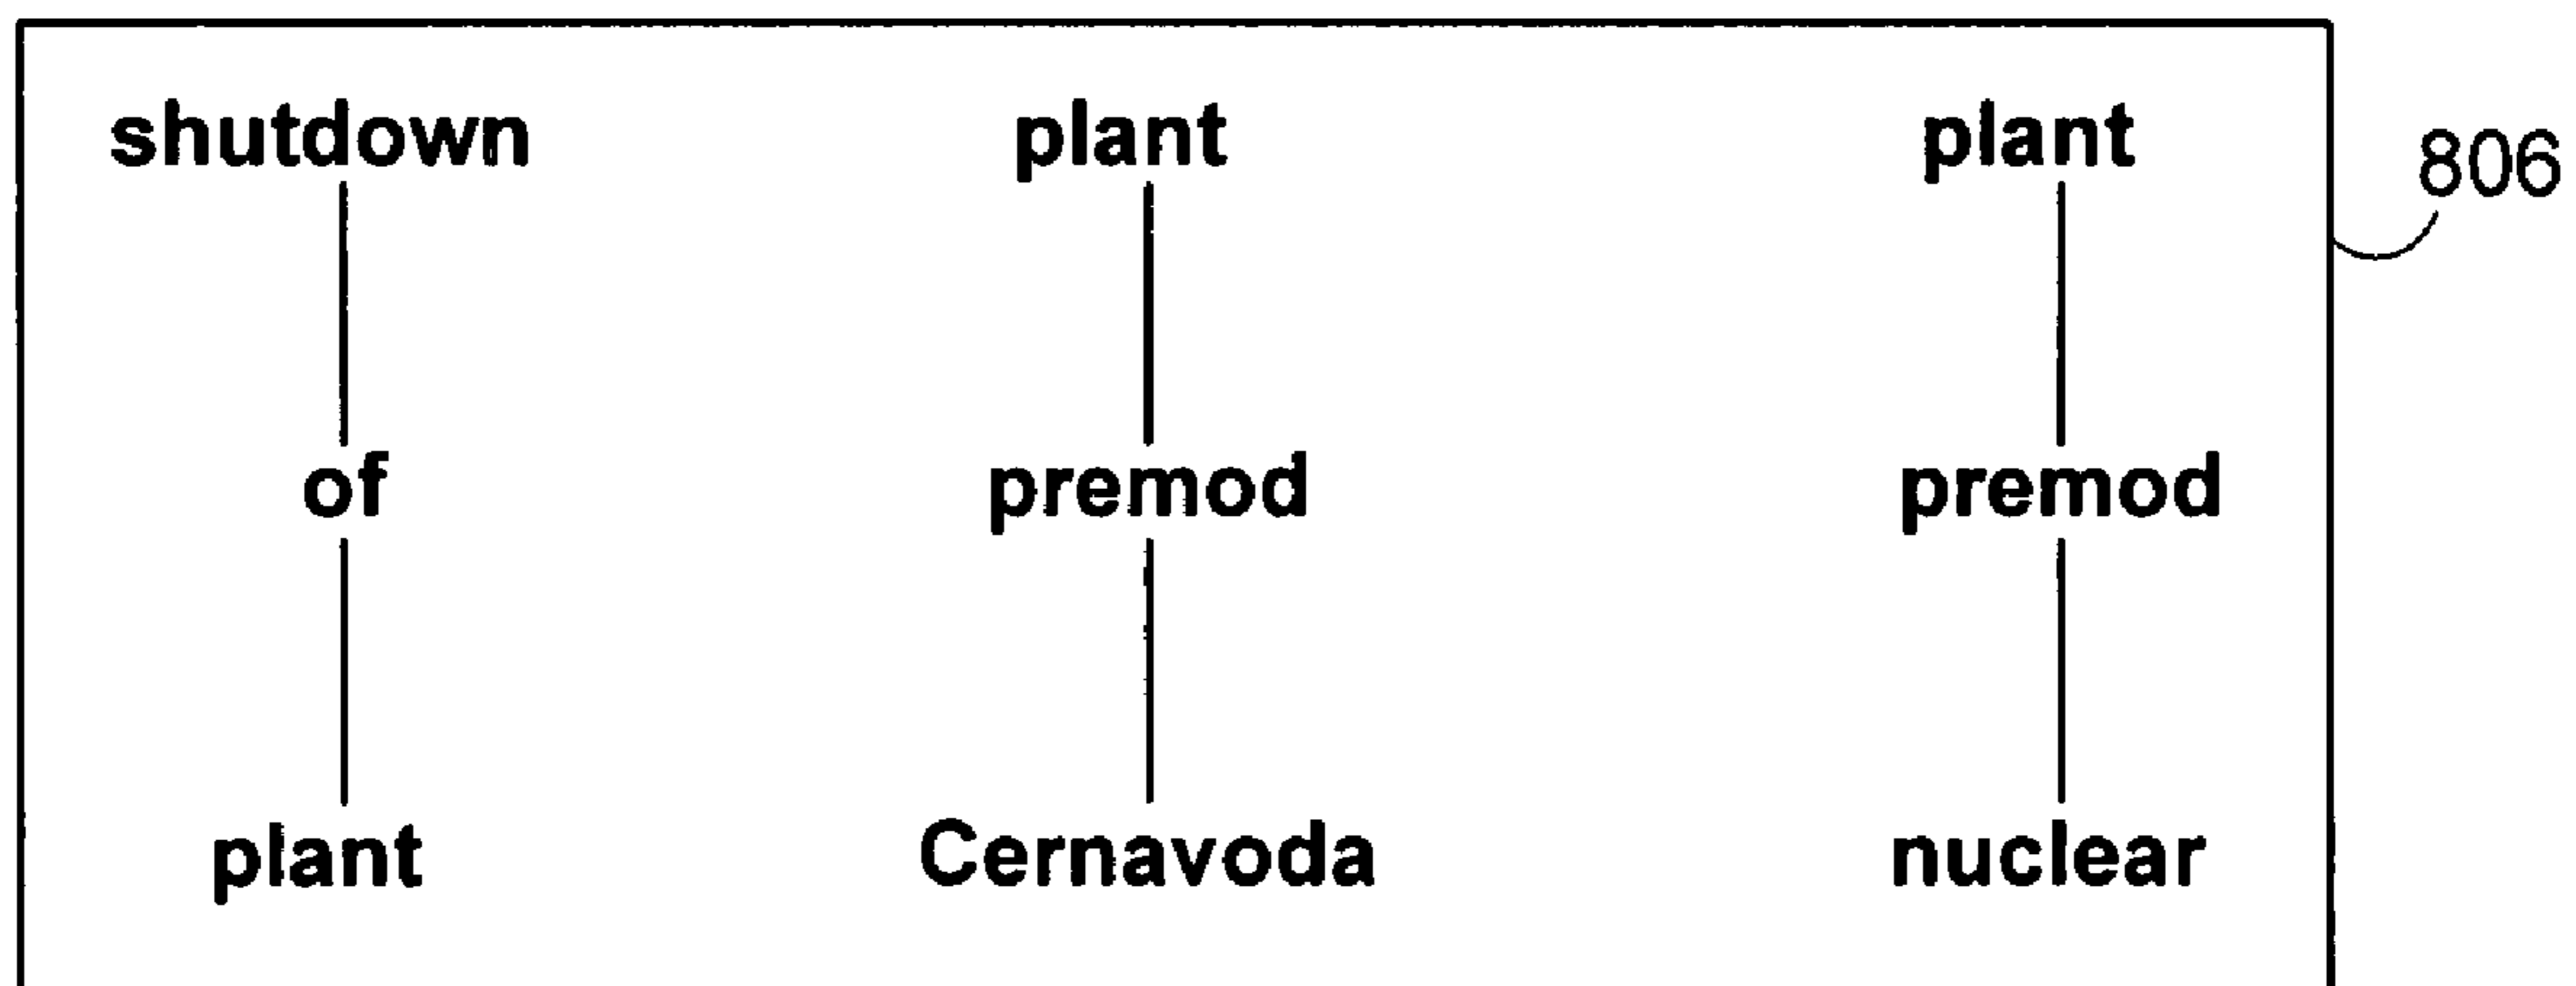 shutdown plant plant 806
of premod premod
plant Cernavoda nuclear